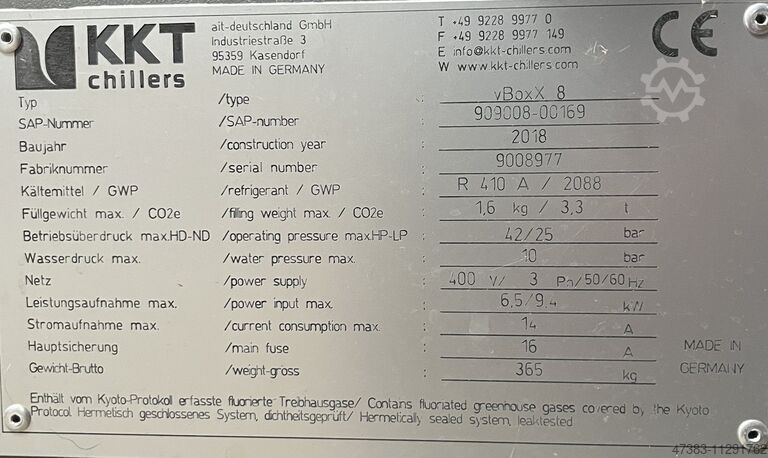 KKT
chillers
ait-deutschland GmbH
Industriestraße 3
95359 Kasendorf
MADE IN GERMANY
T +49 9228 9977 0
F +49 9228 9977 149
E info@kkt-chillers.com
W www.kkt-chillers.com
CE
Typ /type : vBoxX 8
SAP-Nummer /SAP-number : 909008-00169
Baujahr /construction year : 2018
Fabriknummer /serial number : 9008977
Kältemittel / GWP /refrigerant / GWP : R 410 A / 2088
Füllgewicht max. / CO2e /filling weight max. / CO2e : 1,6 kg / 3,3 t
Betriebsüberdruck max.HD-ND /operating pressure max.HP-LP : 42/25 bar
Wasserdruck max. /water pressure max. : 10 bar
Netz /power supply : 400 V/ 3 Ph/50/60 Hz
Leistungsaufnahme max. /power input max. : 6,5/9,4 kW
Stromaufnahme max. /current consumption max. : 14 A
Hauptsicherung /main fuse : 16 A
Gewicht-Brutto /weight-gross : 365 kg
MADE IN
GERMANY
Enthält vom Kyoto-Protokoll erfasste fluorierte Treibhausgase/ Contans fluoriated greenhouse gases covered by the Kyoto
Protocol Hermetisch geschlossenes System, dichtheitsgeprüft/ Hermetically sealed system, leaktested
47383-11291762